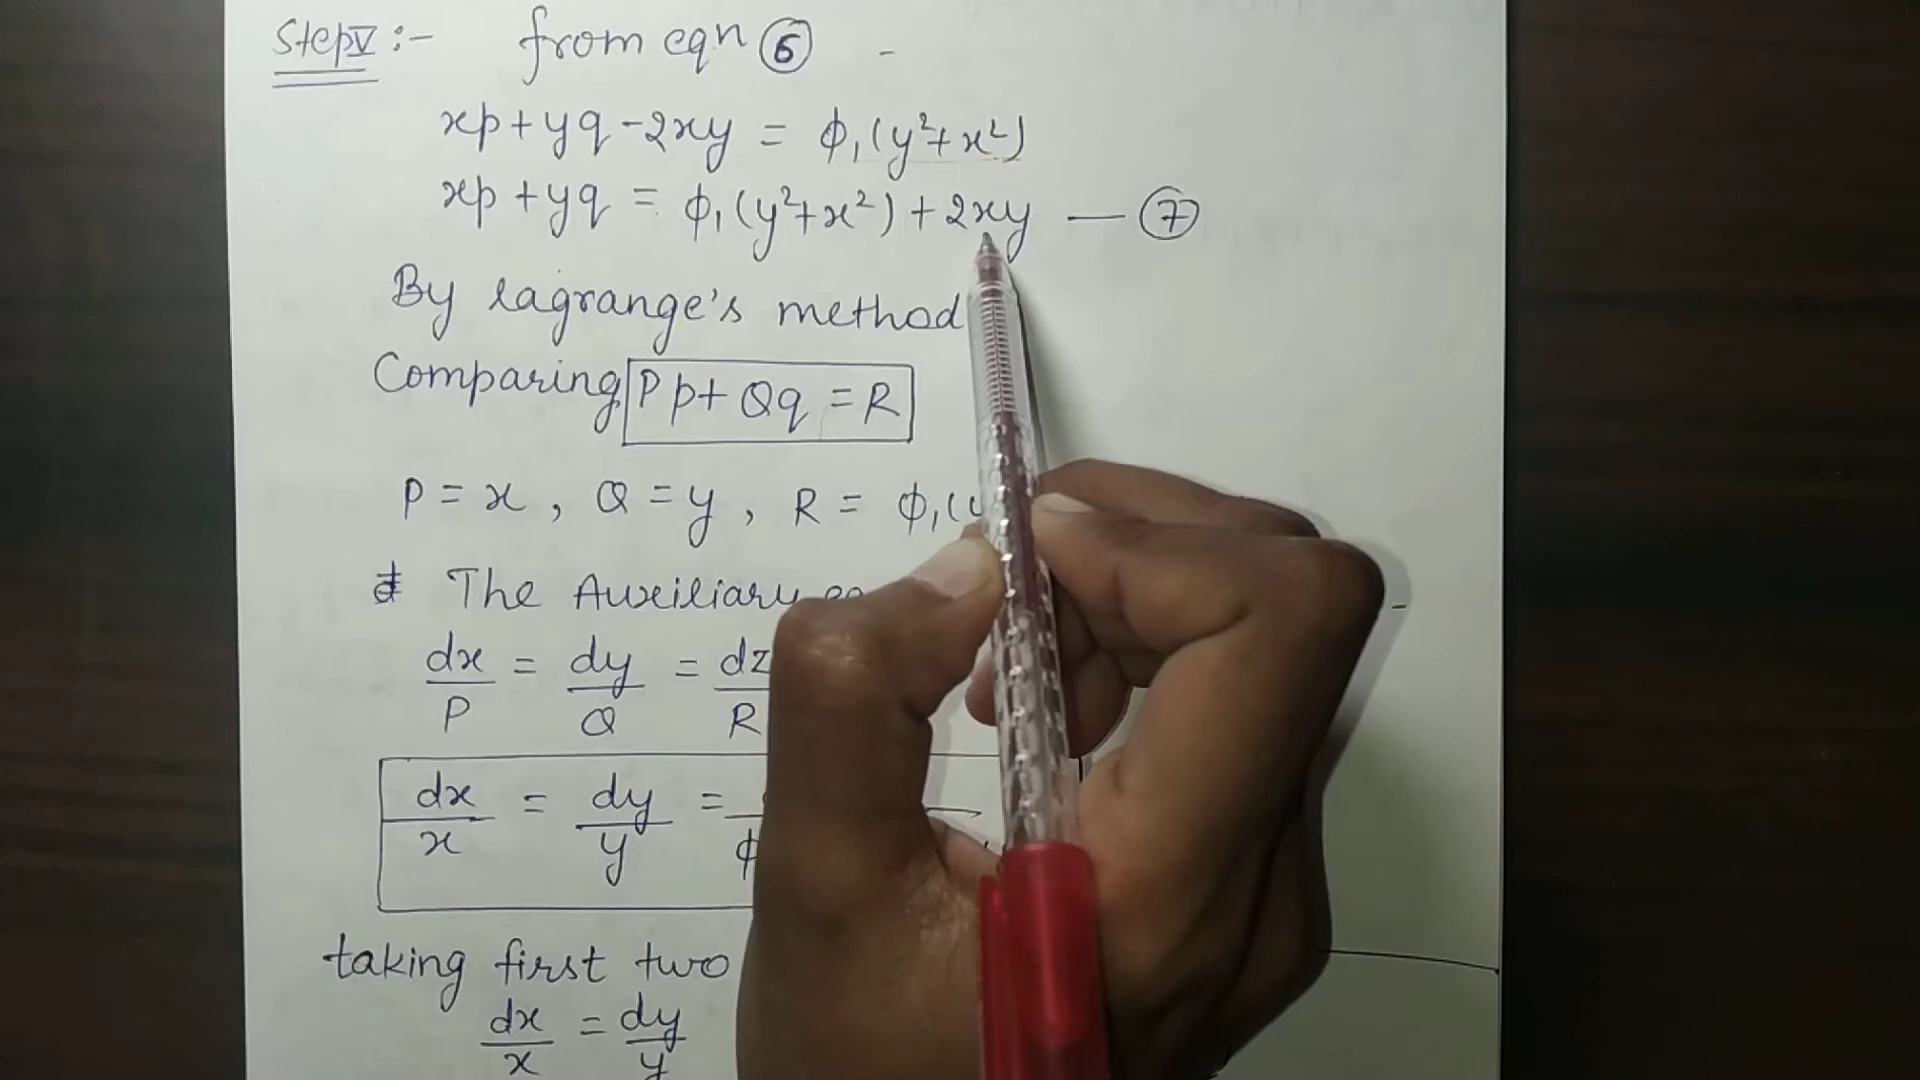 Step V :- from eqn ⑥ -
xp + yq - 2xy = ϕ₁(y² + x²)
xp + yq = ϕ₁(y² + x²) + 2xy — ⑦
By lagrange's method
Comparing Pp + Qq = R
P = x , Q = y , R = ϕ₁(
The Auxiliary
dx/P = dy/Q = dz/R
dx/x = dy/y =
taking first two
dx/x = dy/y